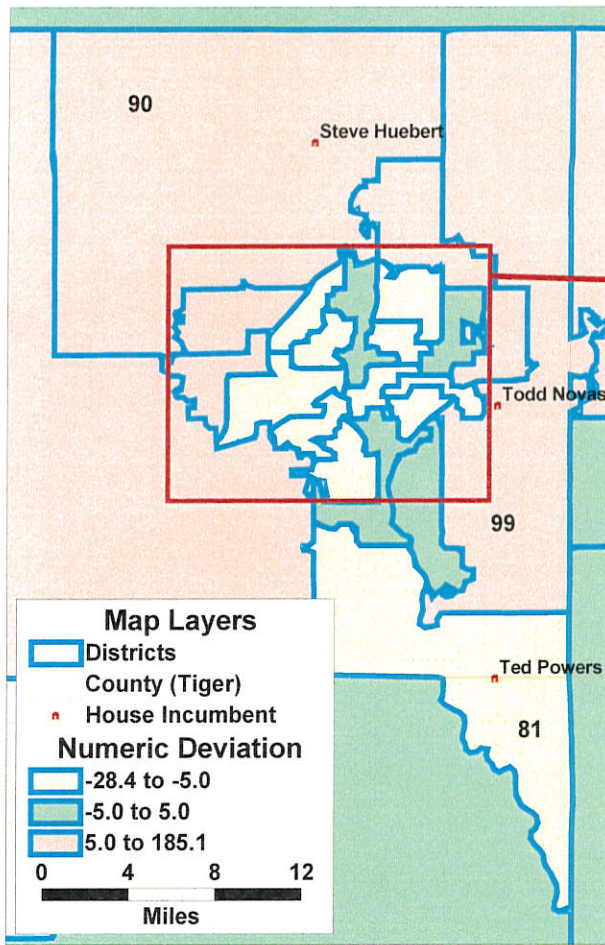 90
Steve Huebert
Todd Novas
99
Ted Powers
81
Map Layers
Districts
County (Tiger)
House Incumbent
Numeric Deviation
-28.4 to -5.0
-5.0 to 5.0
5.0 to 185.1
0 4 8 12
Miles